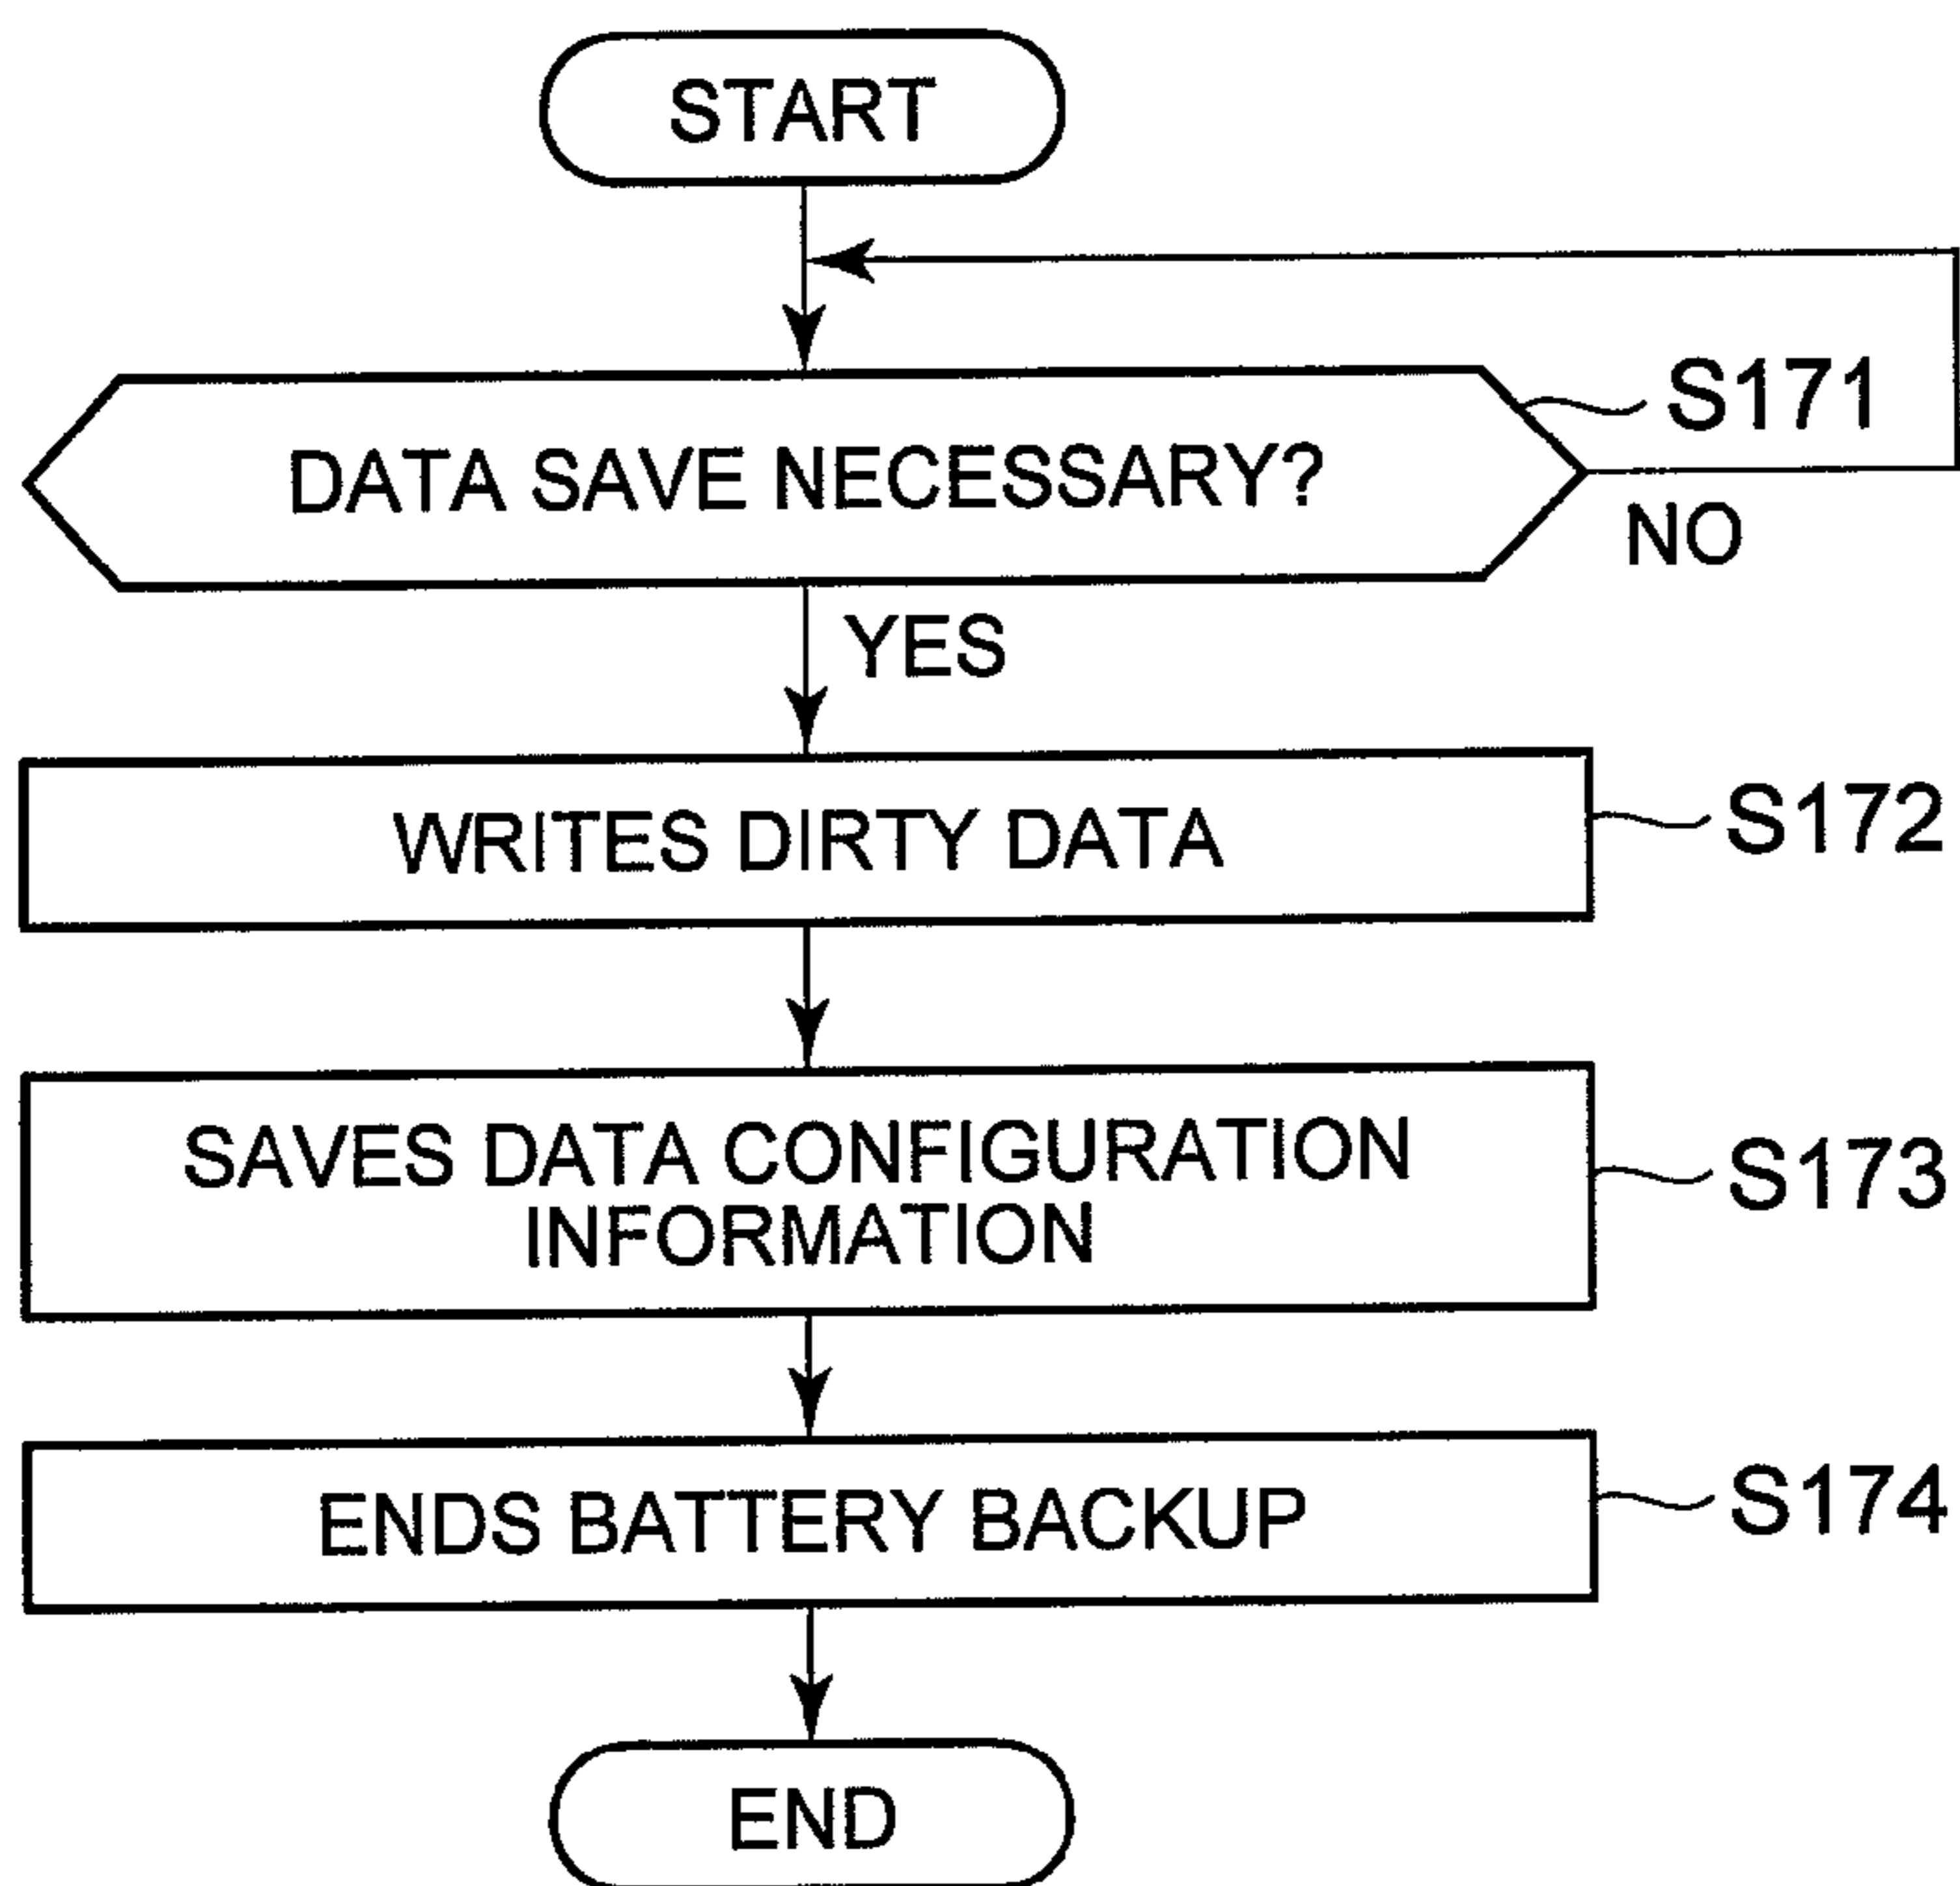 START
S171
DATA SAVE NECESSARY?
NO
YES
WRITES DIRTY DATA
S172
SAVES DATA CONFIGURATION
INFORMATION
S173
ENDS BATTERY BACKUP
S174
END